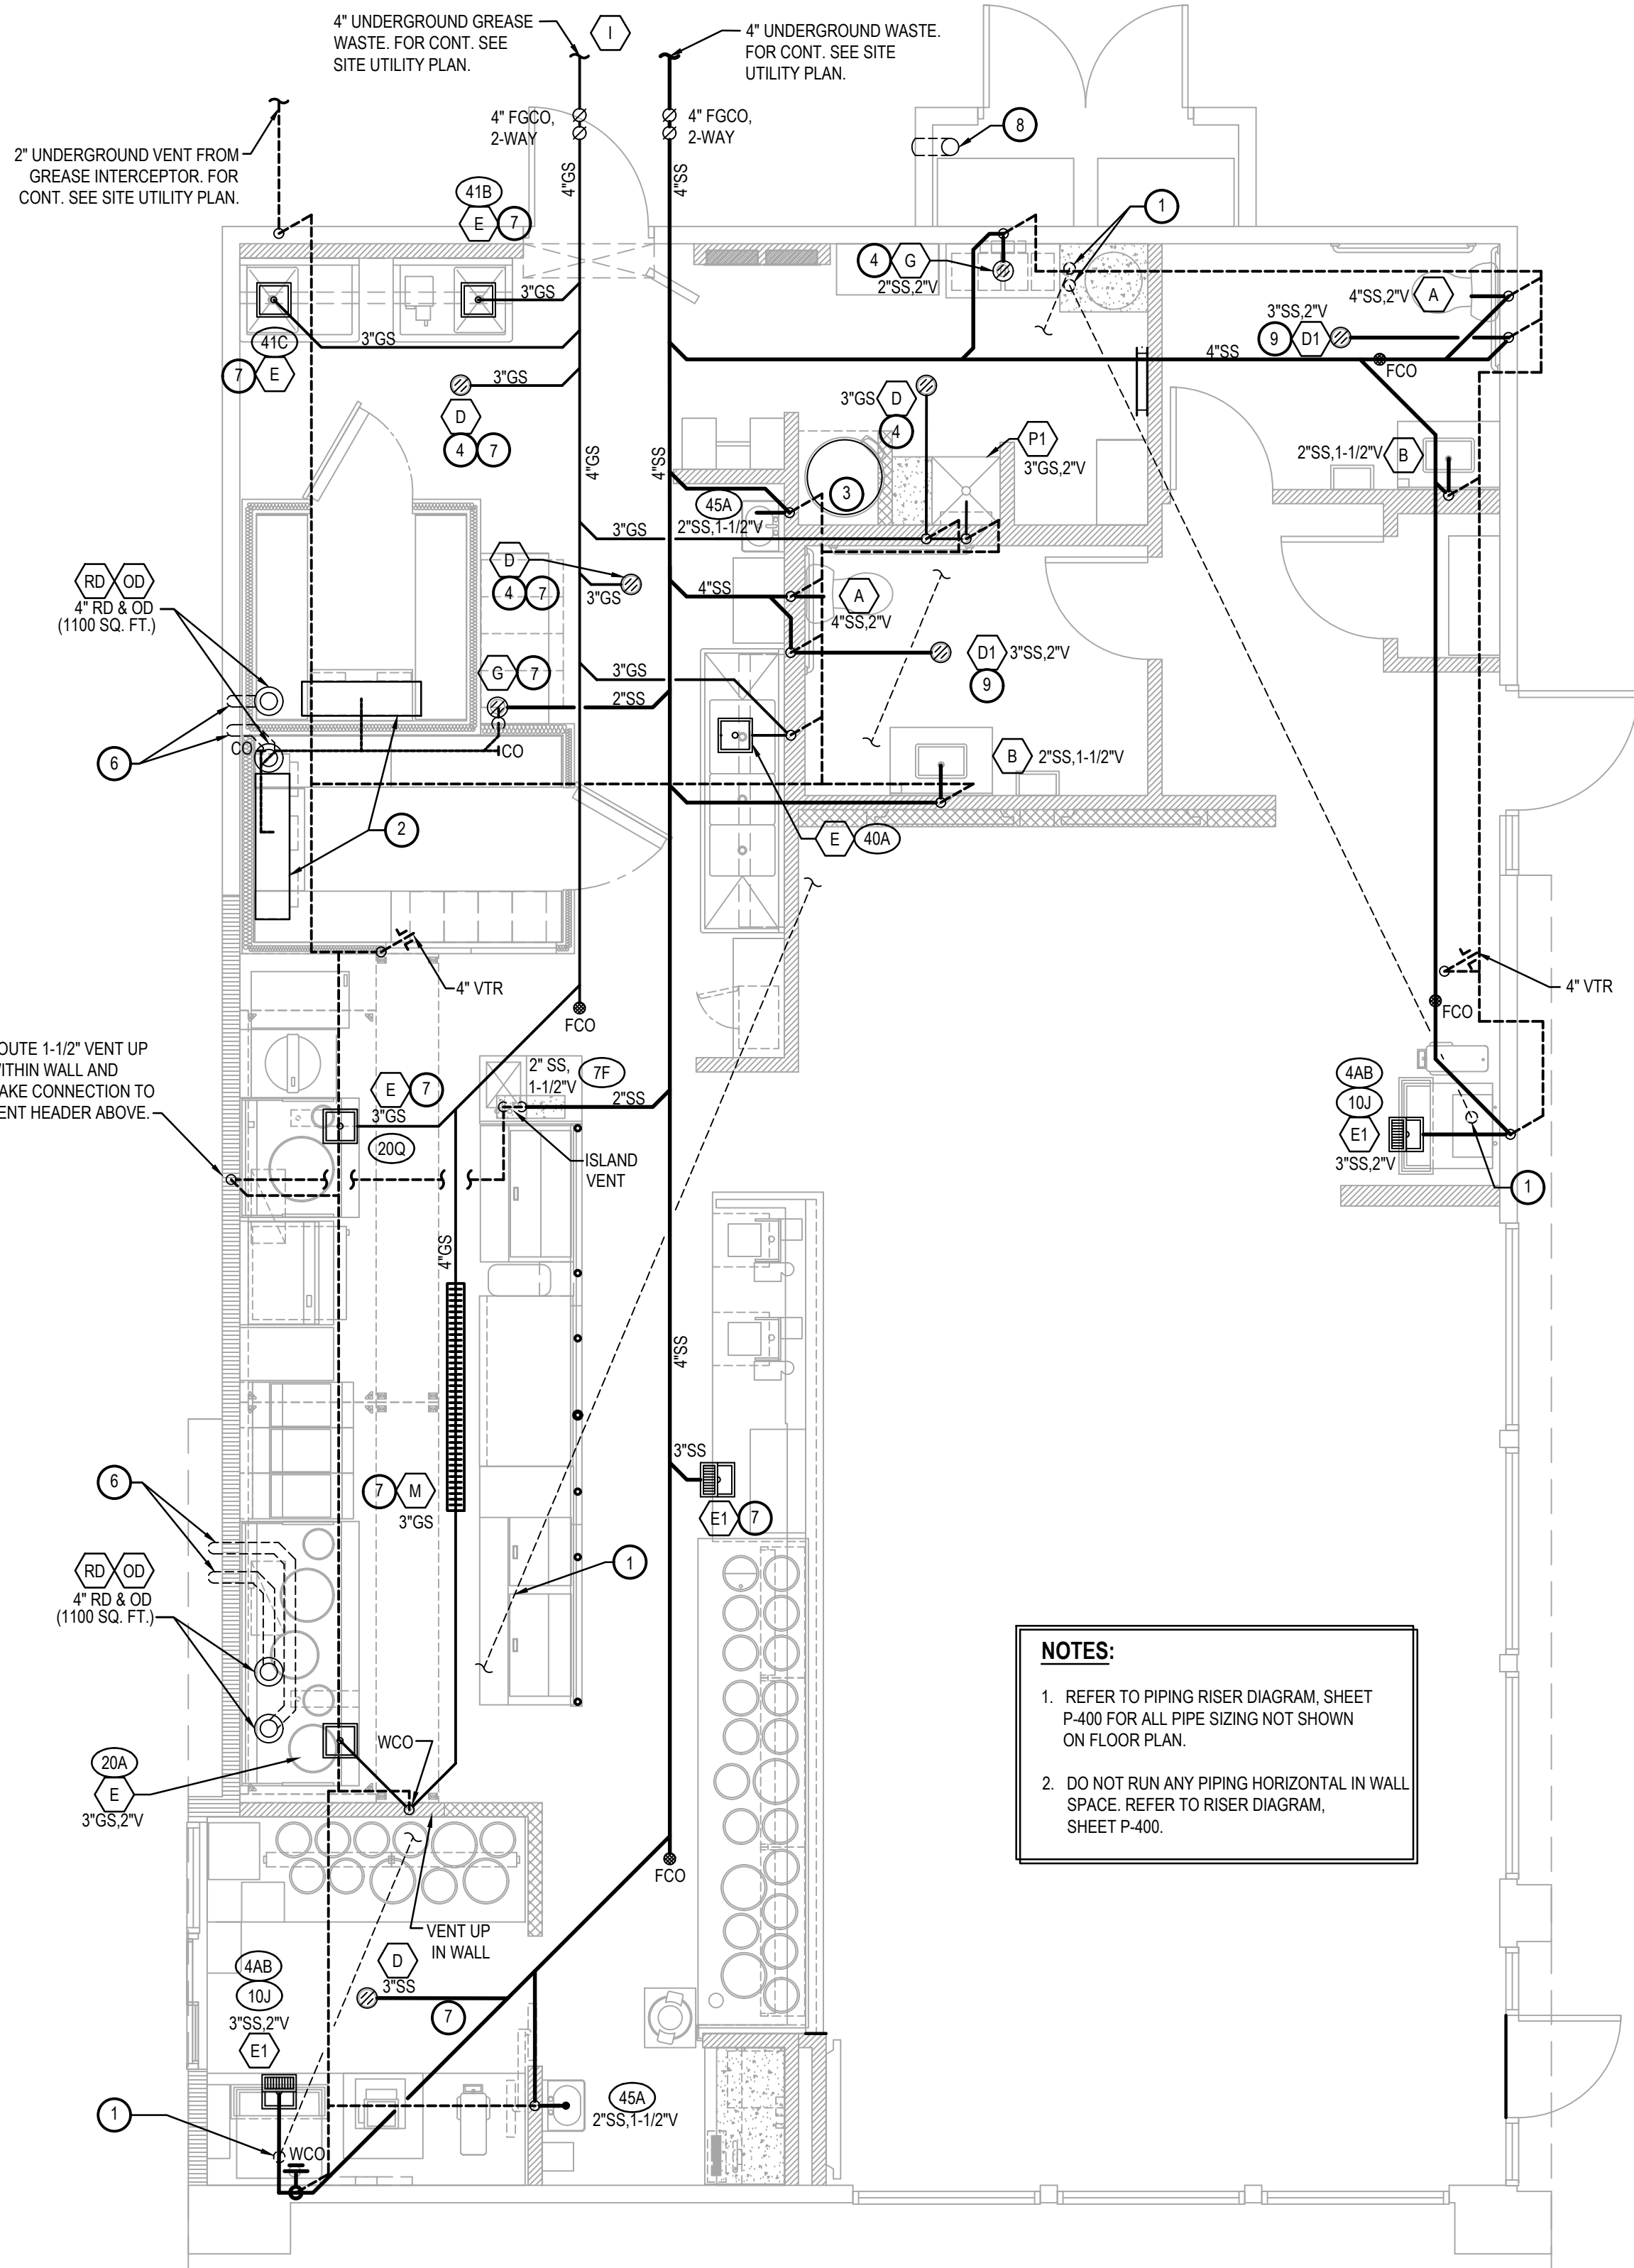 4" UNDERGROUND GREASE
WASTE. FOR CONT. SEE
SITE UTILITY PLAN.
I
4" UNDERGROUND WASTE.
FOR CONT. SEE SITE
UTILITY PLAN.
4" FGCO,
2-WAY
4" FGCO,
2-WAY
8
2" UNDERGROUND VENT FROM
GREASE INTERCEPTOR. FOR
CONT. SEE SITE UTILITY PLAN.
4"GS
4"SS
41B
E
7
1
4
G
2"SS,2"V
3"GS
4"SS,2"V
A
3"SS,2"V
9
D1
41C
7
E
3"GS
4"SS
FCO
3"GS
D
4
7
3"GS
D
4
P1
3"GS,2"V
2"SS,1-1/2"V
B
4"GS
4"SS
3
45A
2"SS,1-1/2"V
3"GS
D
4
7
3"GS
RD
OD
4" RD & OD
(1100 SQ. FT.)
4"SS
A
4"SS,2"V
D1
3"SS,2"V
9
G
7
3"GS
2"SS
CO
CO
6
B
2"SS,1-1/2"V
2
E
40A
4" VTR
4" VTR
FCO
FCO
OUTE 1-1/2" VENT UP
WITHIN WALL AND
AKE CONNECTION TO
ENT HEADER ABOVE.
E
7
3"GS
20Q
2" SS,
1-1/2"V
7F
2"SS
ISLAND
VENT
4AB
10J
E1
3"SS,2"V
1
4"GS
4"SS
3"SS
E1
7
6
7
M
3"GS
RD
OD
4" RD & OD
(1100 SQ. FT.)
1
NOTES:
1. REFER TO PIPING RISER DIAGRAM, SHEET
P-400 FOR ALL PIPE SIZING NOT SHOWN
ON FLOOR PLAN.
2. DO NOT RUN ANY PIPING HORIZONTAL IN WALL
SPACE. REFER TO RISER DIAGRAM,
SHEET P-400.
WCO
20A
E
3"GS,2"V
FCO
VENT UP
IN WALL
D
3"SS
7
4AB
10J
3"SS,2"V
E1
45A
2"SS,1-1/2"V
1
WCO